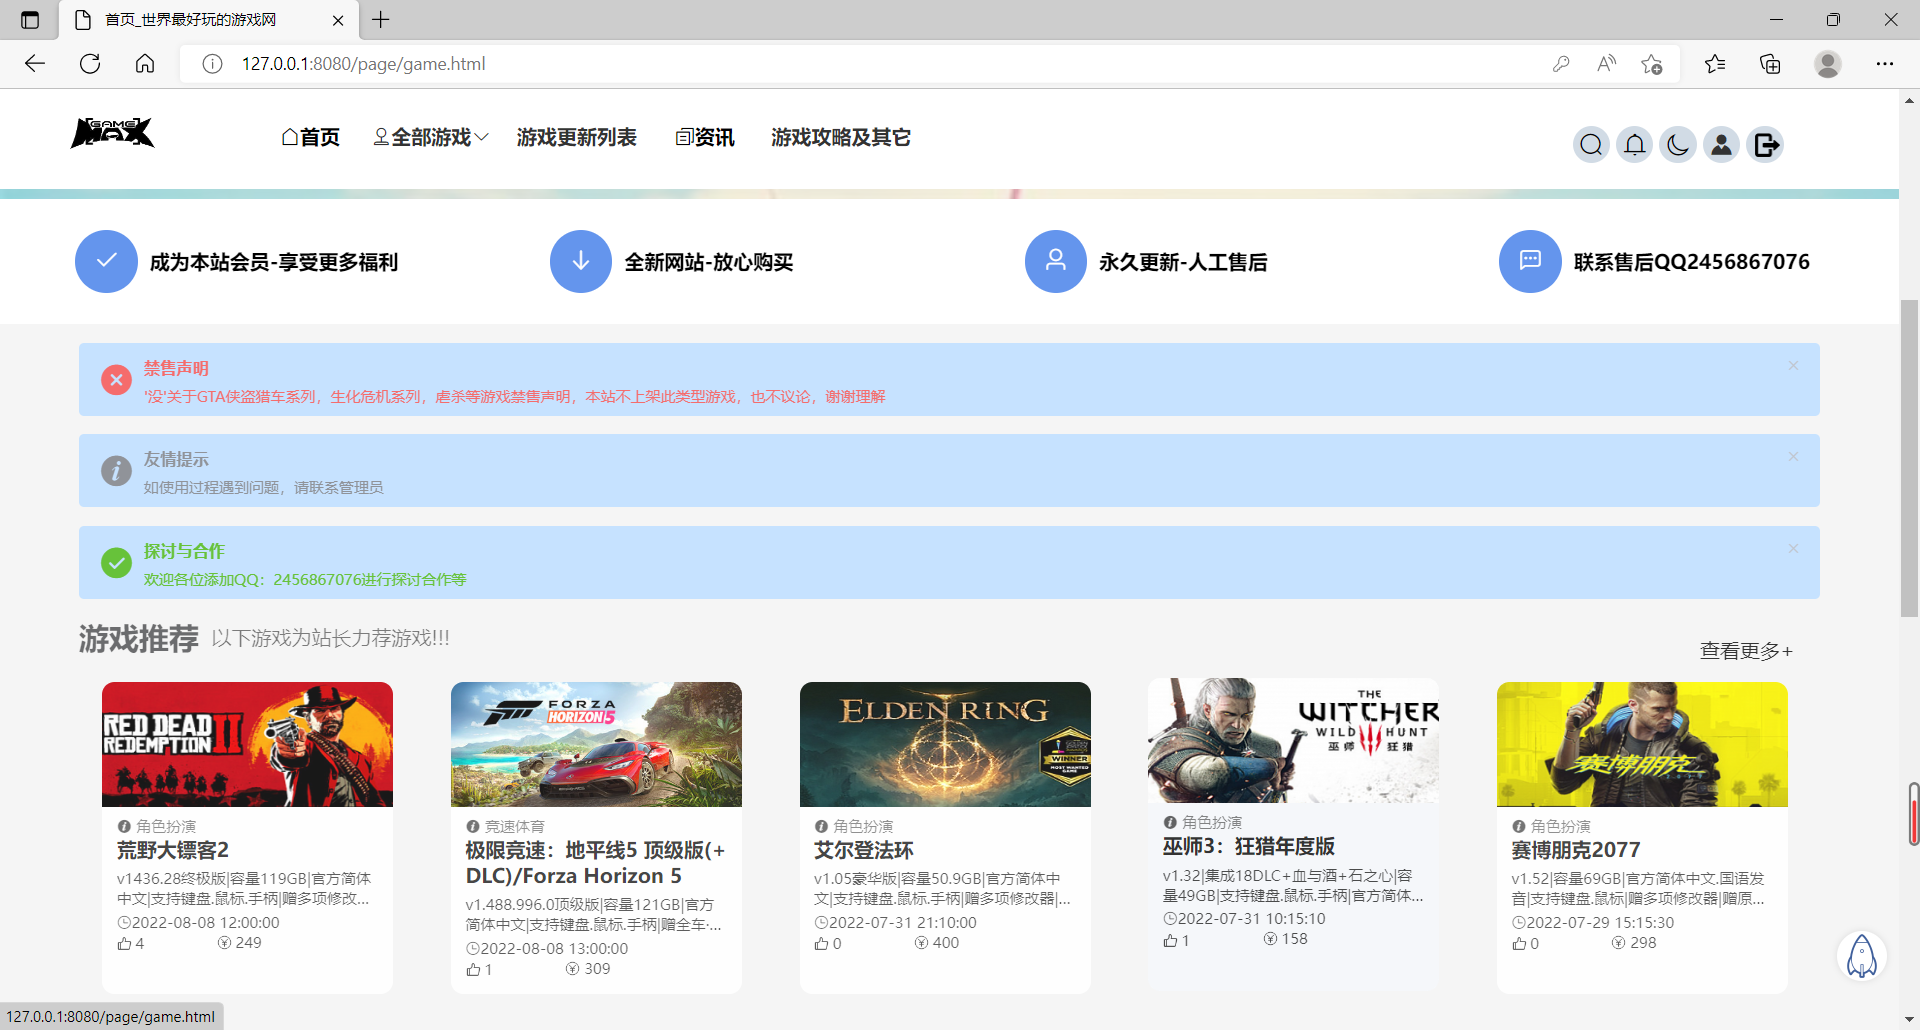 首页_世界最好玩的游戏网
127.0.0.1:8080/page/game.html
GAME
MAX
首页 全部游戏 游戏更新列表 资讯 游戏攻略及其它
成为本站会员-享受更多福利
全新网站-放心购买
永久更新-人工售后
联系售后QQ2456867076
禁售声明
'没'关于GTA侠盗猎车系列，生化危机系列，虐杀等游戏禁售声明，本站不上架此类型游戏，也不议论，谢谢理解
友情提示
如使用过程遇到问题，请联系管理员
探讨与合作
欢迎各位添加QQ：2456867076进行探讨合作等
游戏推荐 以下游戏为站长力荐游戏!!!
查看更多+
RED DEAD
REDEMPTION II
角色扮演
荒野大镖客2
v1436.28终极版|容量119GB|官方简体
中文|支持键盘.鼠标.手柄|赠多项修改...
2022-08-08 12:00:00
4 249
FORZA
HORIZON 5
竞速体育
极限竞速：地平线5 顶级版(+
DLC)/Forza Horizon 5
v1.488.996.0顶级版|容量121GB|官方
简体中文|支持键盘.鼠标.手柄|赠全车·...
2022-08-08 13:00:00
1 309
ELDEN RING
WINNER
MOST WANTED
GAME
角色扮演
艾尔登法环
v1.05豪华版|容量50.9GB|官方简体中
文|支持键盘.鼠标.手柄|赠多项修改器|...
2022-07-31 21:10:00
0 400
THE
WITCHER
WILD HUNT
巫师 狂猎
角色扮演
巫师3：狂猎年度版
v1.32|集成18DLC+血与酒+石之心|容
量49GB|支持键盘.鼠标.手柄|官方简体...
2022-07-31 10:15:10
1 158
赛博朋克
角色扮演
赛博朋克2077
v1.52|容量69GB|官方简体中文.国语发
音|支持键盘.鼠标|赠多项修改器|赠原...
2022-07-29 15:15:30
0 298
127.0.0.1:8080/page/game.html